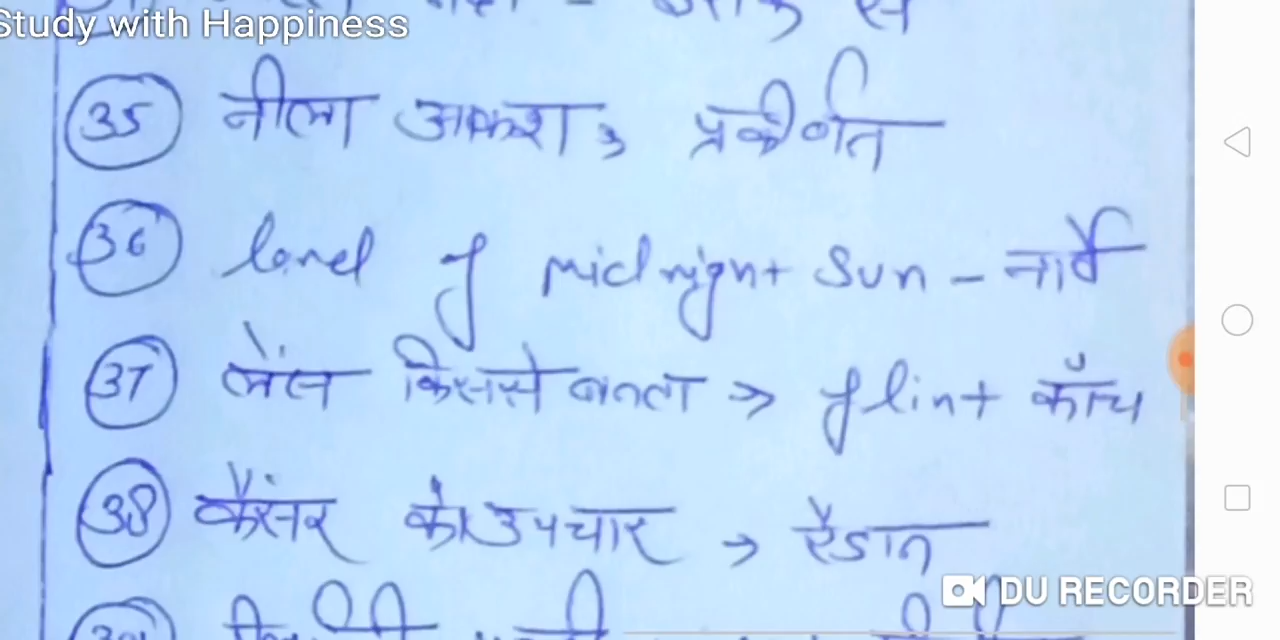 Study with Happiness
35 नीला आकाश → प्रकीर्णन
36 land of midnight sun - नार्वे
37 लेंस किससे बनता → flint काँच
38 कैंसर का उपचार → रेडान
DU RECORDER